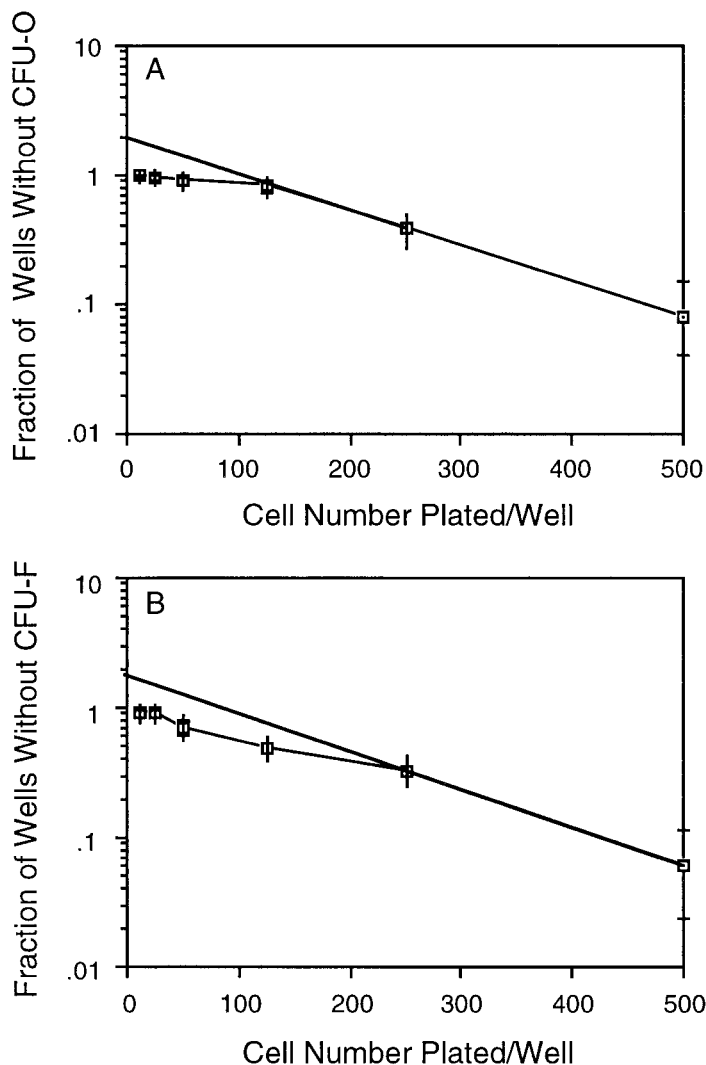 Fraction of Wells Without CFU-O
10
1
.1
.01
A
0 100 200 300 400 500
Cell Number Plated/Well
Fraction of Wells Without CFU-F
10
1
.1
.01
B
0 100 200 300 400 500
Cell Number Plated/Well